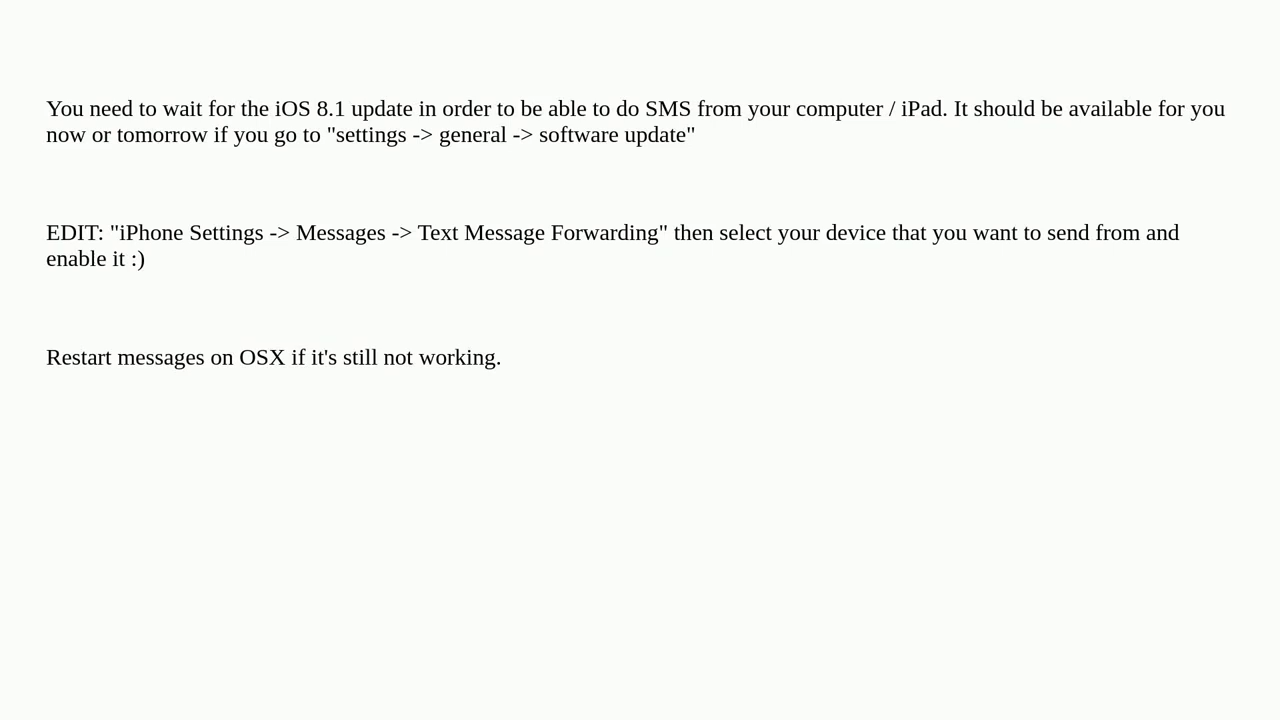 You need to wait for the iOS 8.1 update in order to be able to do SMS from your computer / iPad. It should be available for you
now or tomorrow if you go to "settings -> general -> software update"
EDIT: "iPhone Settings -> Messages -> Text Message Forwarding" then select your device that you want to send from and
enable it :)
Restart messages on OSX if it's still not working.